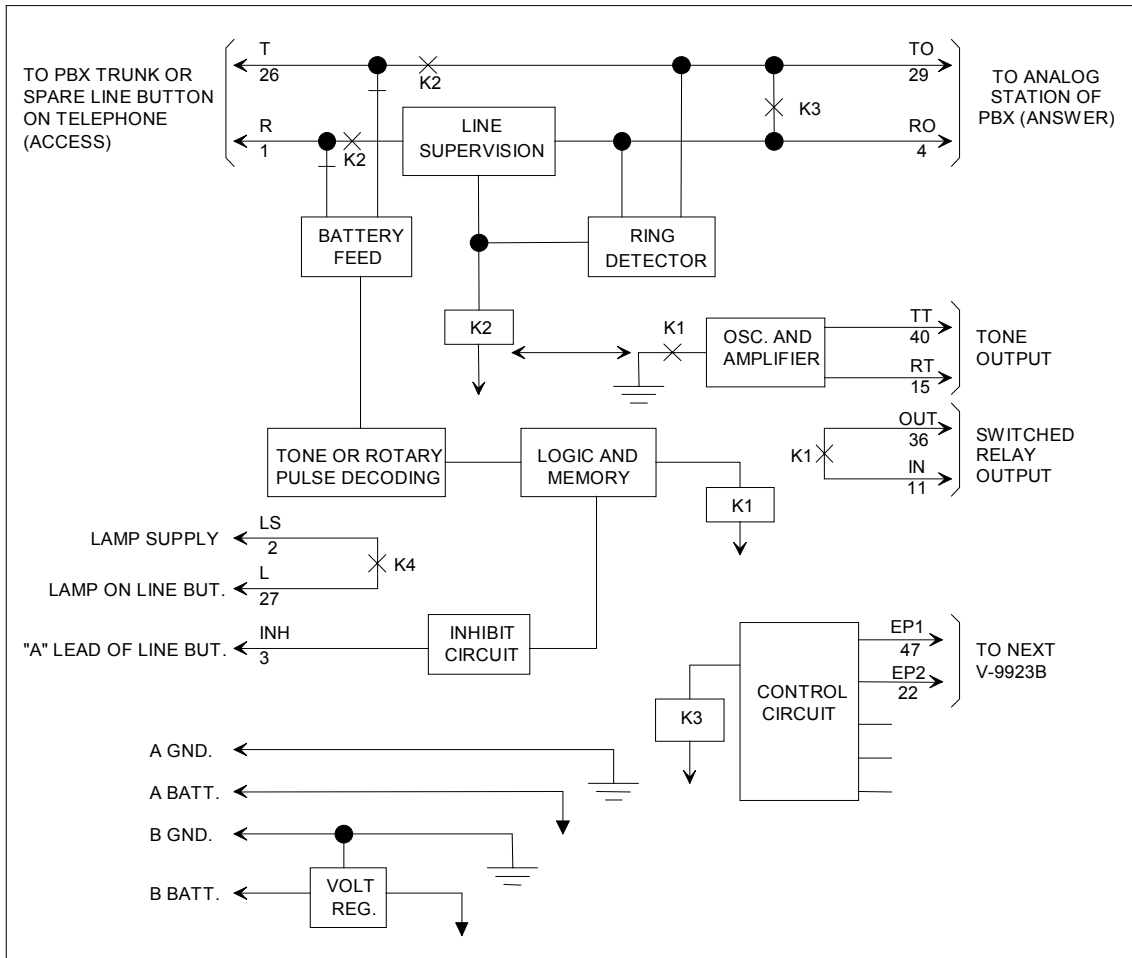 TO PBX TRUNK OR
SPARE LINE BUTTON
ON TELEPHONE
(ACCESS)
T
26
R
1
K2
K2
LINE
SUPERVISION
K3
TO
29
RO
4
TO ANALOG
STATION OF
PBX (ANSWER)
BATTERY
FEED
RING
DETECTOR
K2
K1
OSC. AND
AMPLIFIER
TT
40
RT
15
TONE
OUTPUT
TONE OR ROTARY
PULSE DECODING
LOGIC AND
MEMORY
K1
K1
OUT
36
IN
11
SWITCHED
RELAY
OUTPUT
LAMP SUPPLY
LS
2
K4
LAMP ON LINE BUT.
L
27
"A" LEAD OF LINE BUT.
INH
3
INHIBIT
CIRCUIT
K3
CONTROL
CIRCUIT
EP1
47
EP2
22
TO NEXT
V-9923B
A GND.
A BATT.
B GND.
B BATT.
VOLT
REG.